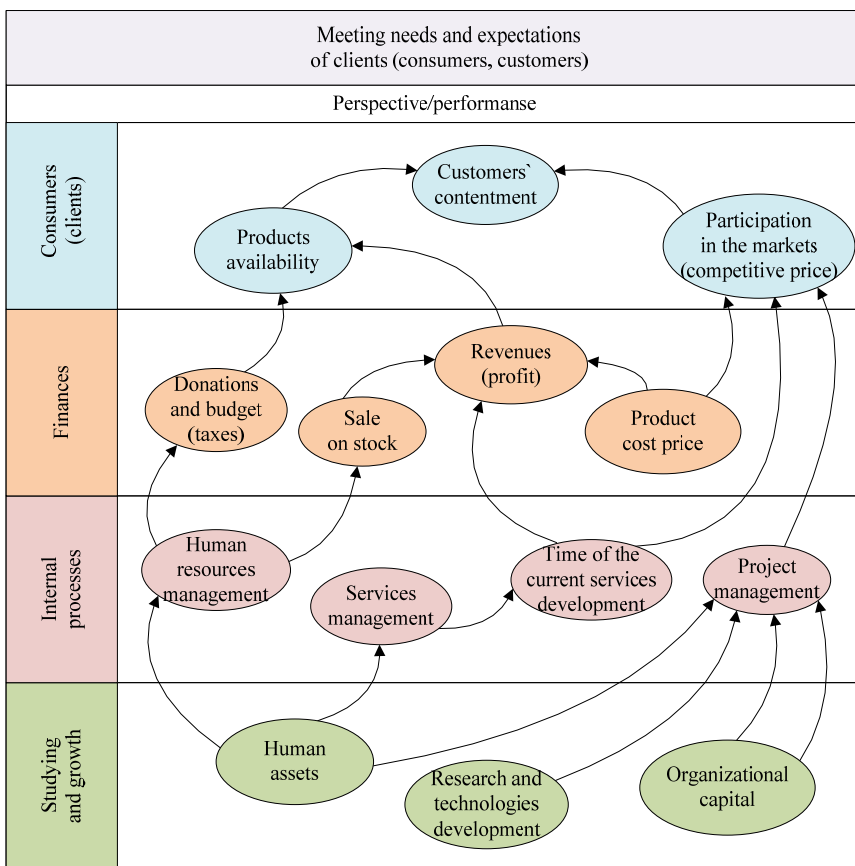 Meeting needs and expectations
of clients (consumers, customers)
Perspective/performanse
Consumers
(clients)
Customers`
contentment
Products
availability
Participation
in the markets
(competitive price)
Finances
Donations
and budget
(taxes)
Sale
on stock
Revenues
(profit)
Product
cost price
Internal
processes
Human
resources
management
Services
management
Time of the
current services
development
Project
management
Studying
and growth
Human
assets
Research and
technologies
development
Organizational
capital